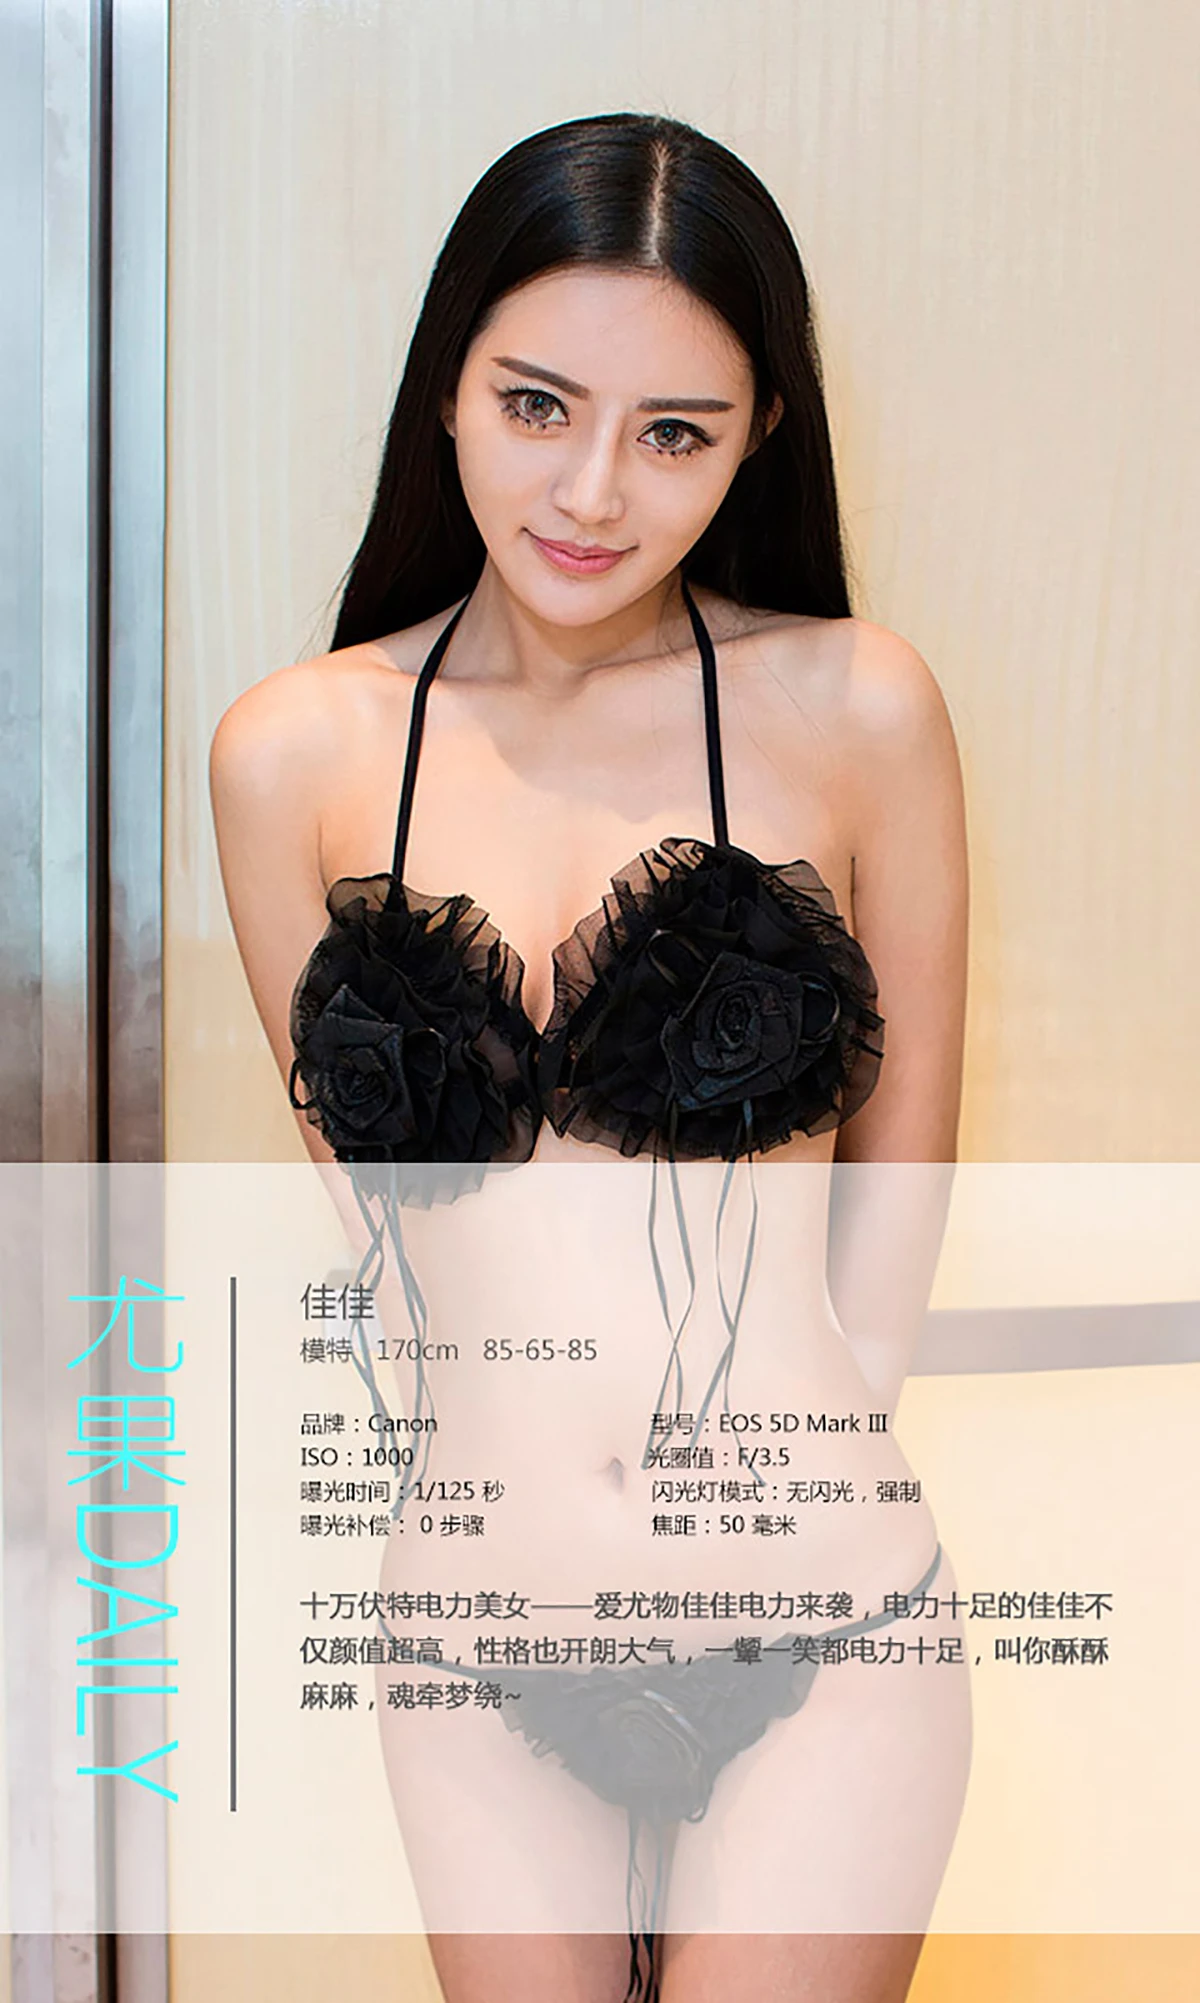 尤果DAILY
佳佳
模特 170cm 85-65-85
品牌：Canon 型号：EOS 5D Mark III
ISO：1000 光圈值：F/3.5
曝光时间：1/125 秒 闪光灯模式：无闪光，强制
曝光补偿： 0 步骤 焦距：50 毫米
十万伏特电力美女——爱尤物佳佳电力来袭，电力十足的佳佳不
仅颜值超高，性格也开朗大气，一颦一笑都电力十足，叫你酥酥
麻麻，魂牵梦绕~